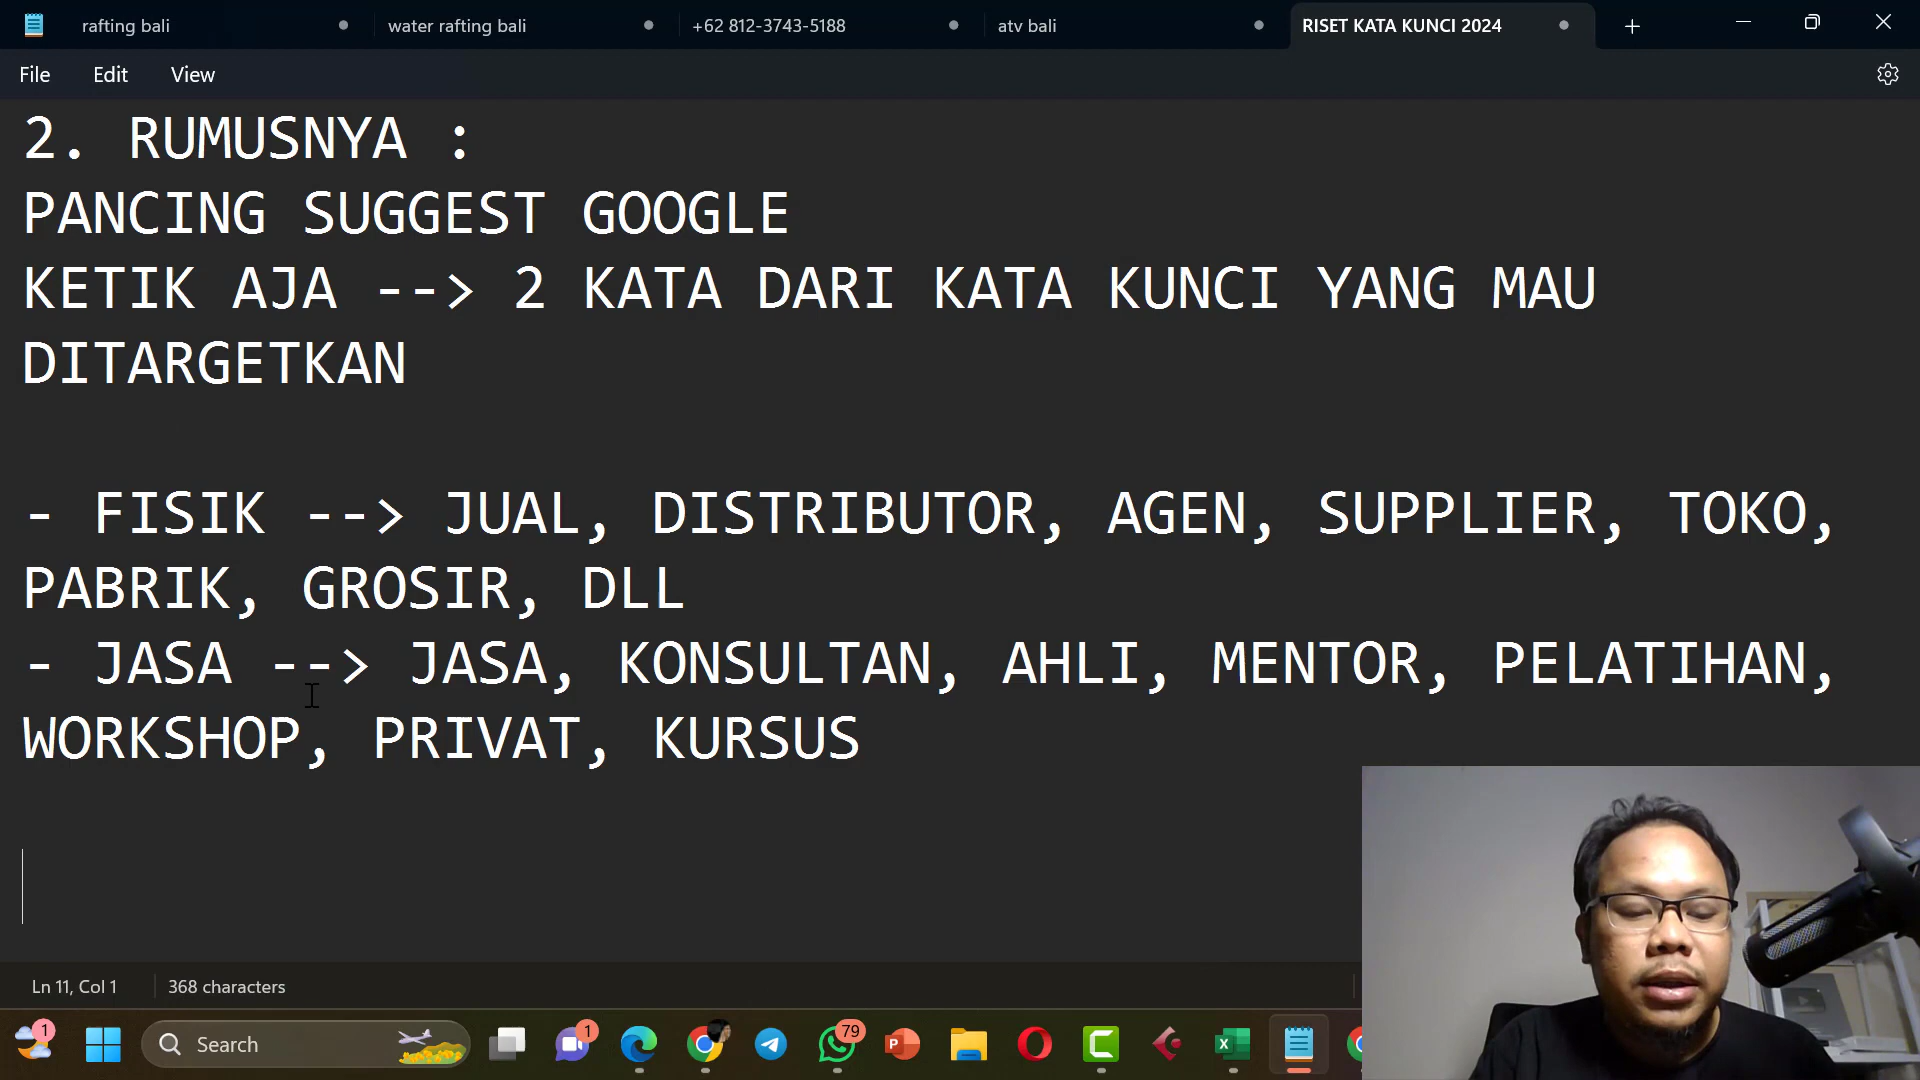 rafting bali
water rafting bali
+62 812-3743-5188
atv bali
RISET KATA KUNCI 2024
File
Edit
View
2. RUMUSNYA :
PANCING SUGGEST GOOGLE
KETIK AJA --> 2 KATA DARI KATA KUNCI YANG MAU
DITARGETKAN
- FISIK --> JUAL, DISTRIBUTOR, AGEN, SUPPLIER, TOKO,
PABRIK, GROSIR, DLL
- JASA --> JASA, KONSULTAN, AHLI, MENTOR, PELATIHAN,
WORKSHOP, PRIVAT, KURSUS
Ln 11, Col 1
368 characters
1
Search
1
79